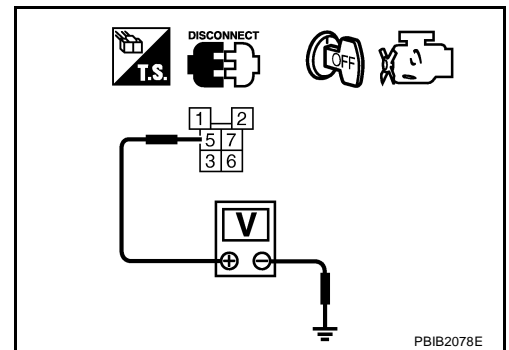 DISCONNECT
T.S.
OFF
1 2
5 7
3 6
V
+ −
PBIB2078E